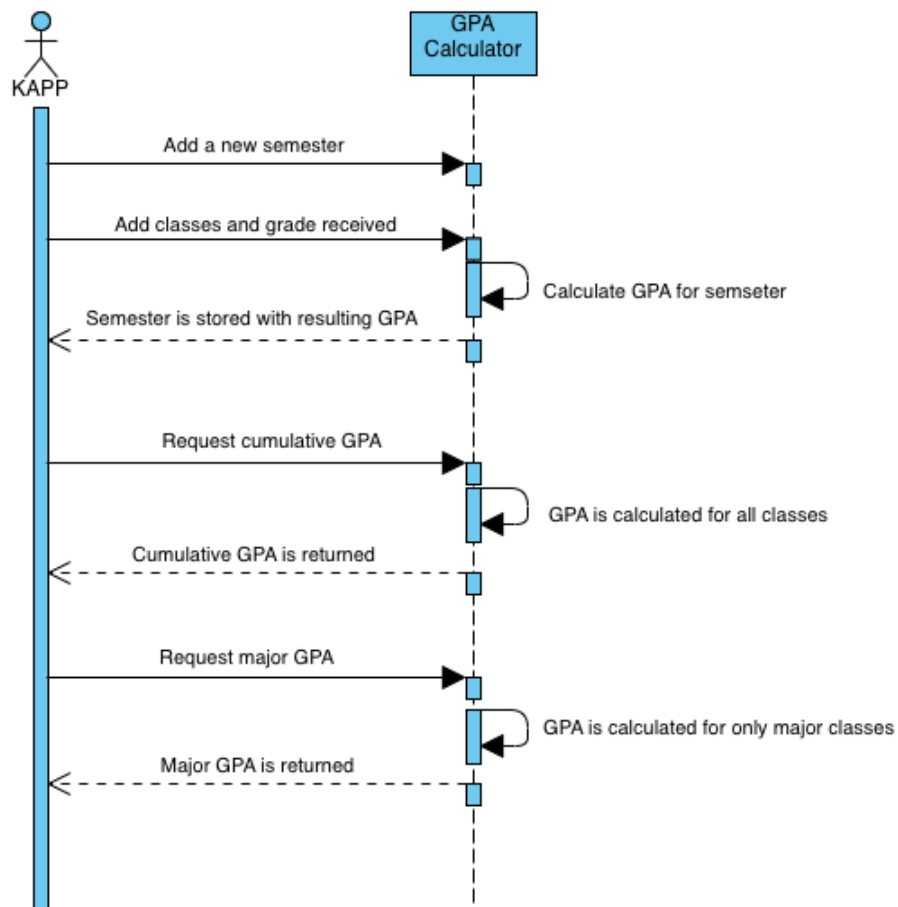 GPA
Calculator
KAPP
Add a new semester
Add classes and grade received
Calculate GPA for semseter
Semester is stored with resulting GPA
Request cumulative GPA
GPA is calculated for all classes
Cumulative GPA is returned
Request major GPA
GPA is calculated for only major classes
Major GPA is returned